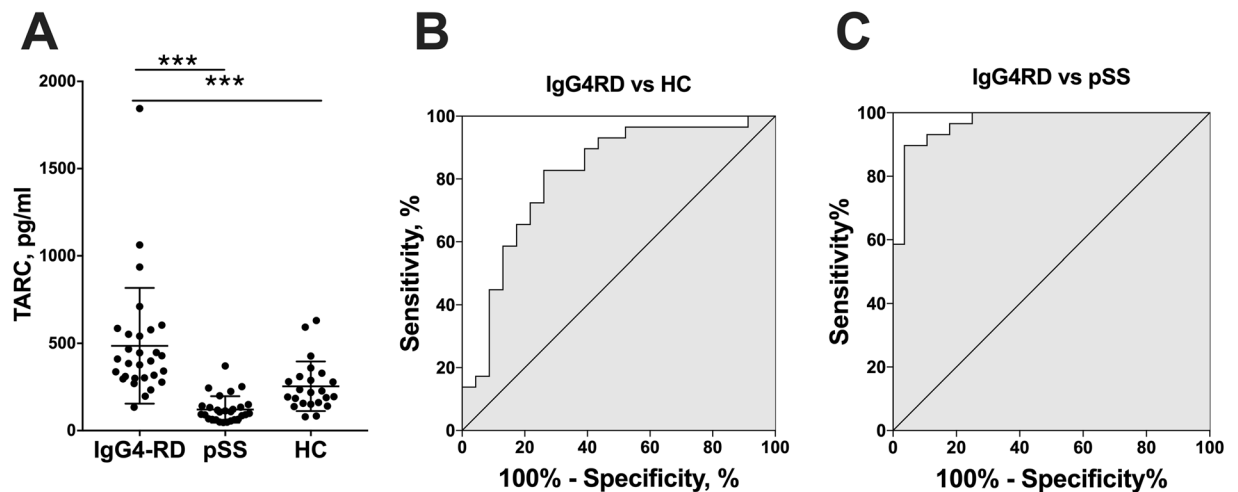 A
***
***
2000
1500
1000
500
0
TARC, pg/ml
IgG4-RD pSS HC
B
IgG4RD vs HC
100
80
60
40
20
0
Sensitivity, %
0 20 40 60 80 100
100% - Specificity, %
C
IgG4RD vs pSS
100
80
60
40
20
0
Sensitivity%
0 20 40 60 80 100
100% - Specificity%